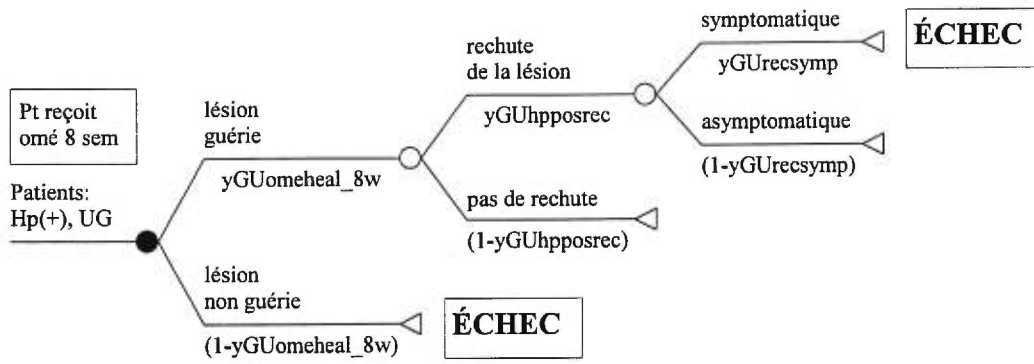 symptomatique
ÉCHEC
yGUrecsymp
rechute
de la lésion
yGUhpposrec
asymptomatique
(1-yGUrecsymp)
Pt reçoit
omé 8 sem
lésion
guérie
yGUomeheal_8w
pas de rechute
(1-yGUhpposrec)
Patients:
Hp(+), UG
lésion
non guérie
(1-yGUomeheal_8w)
ÉCHEC